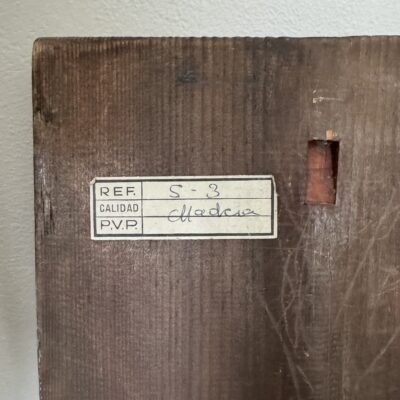 REF. S-3
CALIDAD Madera
P.V.P.